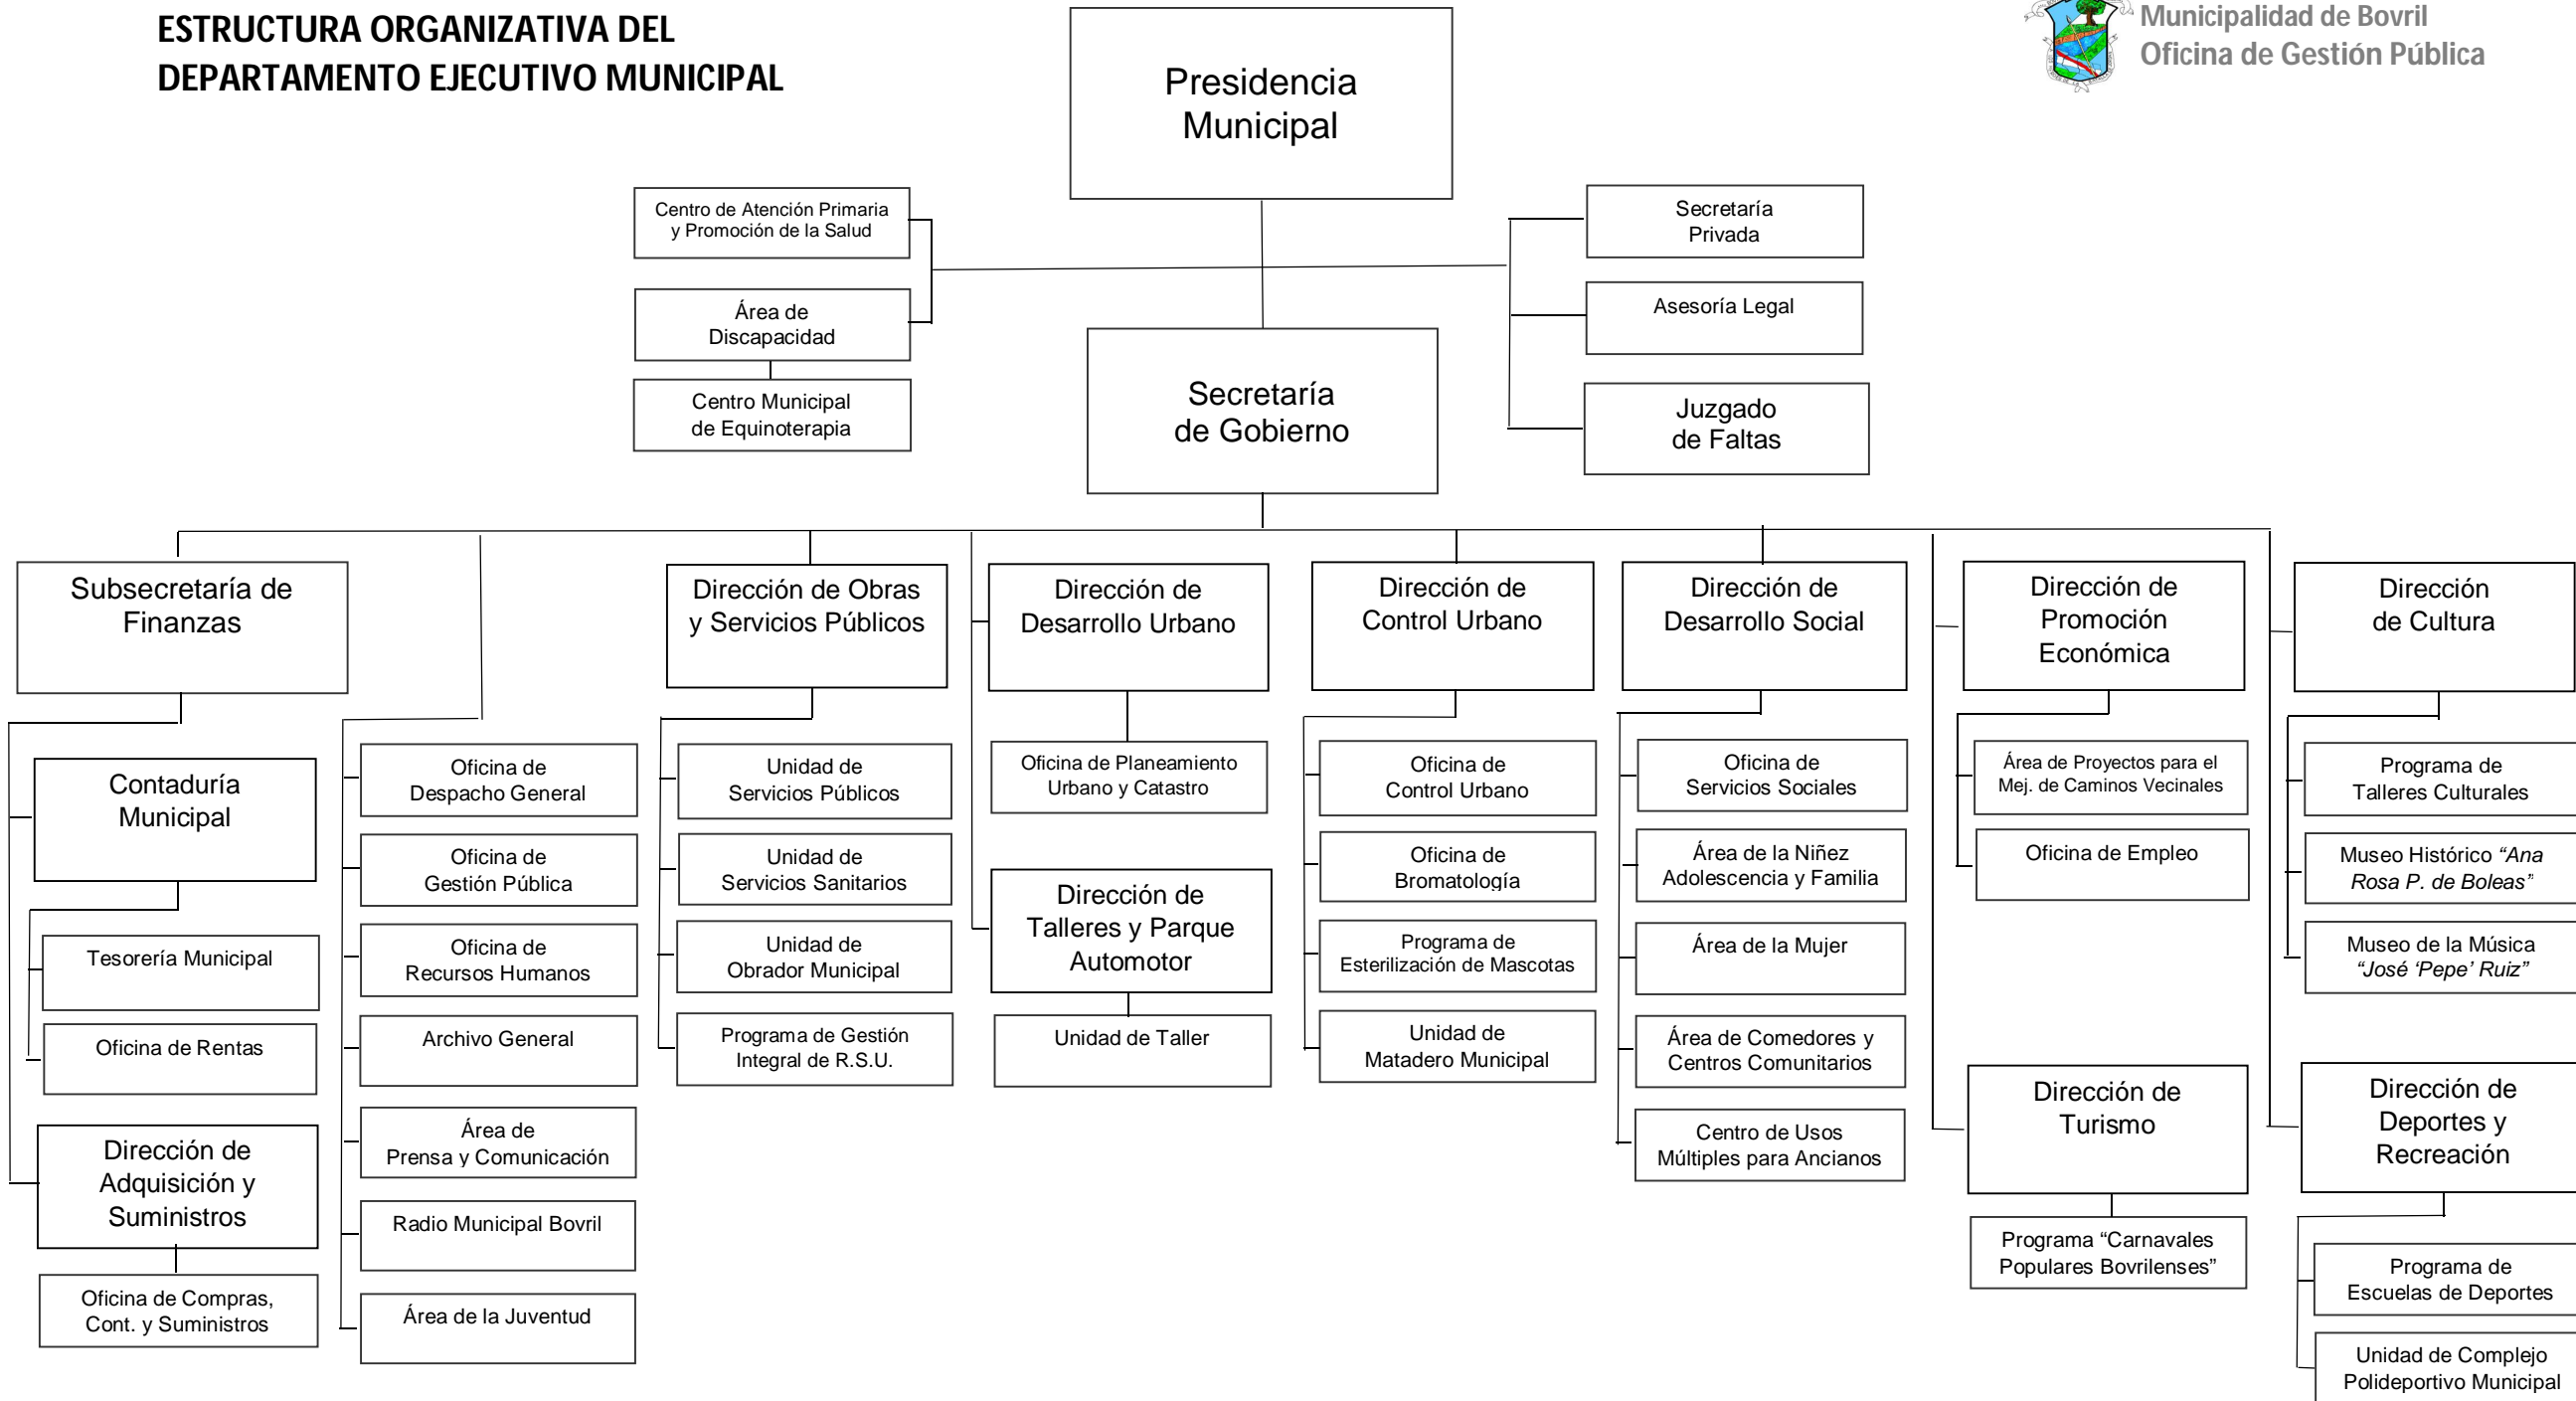 ESTRUCTURA ORGANIZATIVA DEL
DEPARTAMENTO EJECUTIVO MUNICIPAL
Municipalidad de Bovril
Oficina de Gestión Pública
Presidencia
Municipal
Centro de Atención Primaria
y Promoción de la Salud
Área de
Discapacidad
Centro Municipal
de Equinoterapia
Secretaría
Privada
Asesoría Legal
Juzgado
de Faltas
Secretaría
de Gobierno
Subsecretaría de
Finanzas
Contaduría
Municipal
Tesorería Municipal
Oficina de Rentas
Dirección de
Adquisición y
Suministros
Oficina de Compras,
Cont. y Suministros
Oficina de
Despacho General
Oficina de
Gestión Pública
Oficina de
Recursos Humanos
Archivo General
Área de
Prensa y Comunicación
Radio Municipal Bovril
Área de la Juventud
Dirección de Obras
y Servicios Públicos
Unidad de
Servicios Públicos
Unidad de
Servicios Sanitarios
Unidad de
Obrador Municipal
Programa de Gestión
Integral de R.S.U.
Dirección de
Desarrollo Urbano
Oficina de Planeamiento
Urbano y Catastro
Dirección de
Talleres y Parque
Automotor
Unidad de Taller
Dirección de
Control Urbano
Oficina de
Control Urbano
Oficina de
Bromatología
Programa de
Esterilización de Mascotas
Unidad de
Matadero Municipal
Dirección de
Desarrollo Social
Oficina de
Servicios Sociales
Área de la Niñez
Adolescencia y Familia
Área de la Mujer
Área de Comedores y
Centros Comunitarios
Centro de Usos
Múltiples para Ancianos
Dirección de
Promoción
Económica
Área de Proyectos para el
Mej. de Caminos Vecinales
Oficina de Empleo
Dirección de
Turismo
Programa “Carnavales
Populares Bovrilenses”
Dirección
de Cultura
Programa de
Talleres Culturales
Museo Histórico “Ana
Rosa P. de Boleas”
Museo de la Música
“José ‘Pepe’ Ruiz”
Dirección de
Deportes y
Recreación
Programa de
Escuelas de Deportes
Unidad de Complejo
Polideportivo Municipal